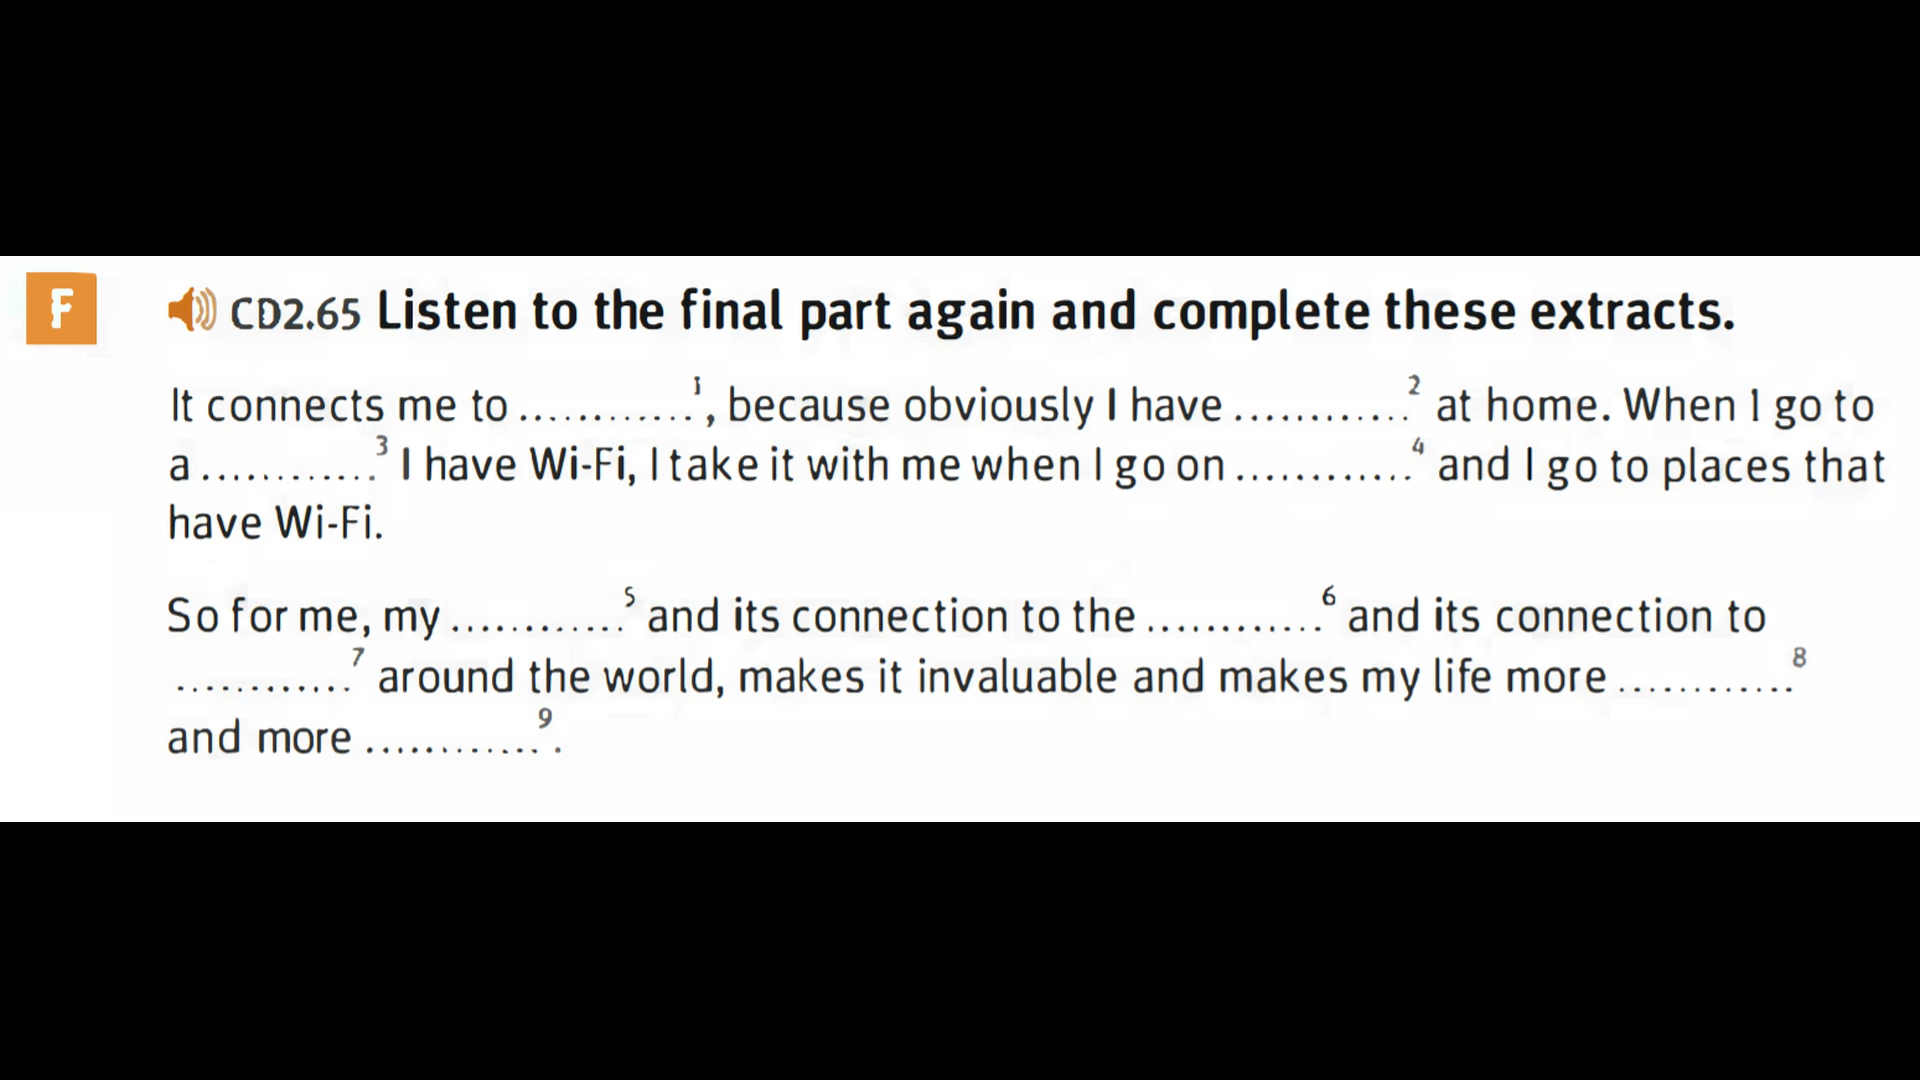 F CD2.65 Listen to the final part again and complete these extracts.
It connects me to ............1, because obviously I have ............2 at home. When I go to
a ............3 I have Wi-Fi, I take it with me when I go on ............4 and I go to places that
have Wi-Fi.
So for me, my ............5 and its connection to the ............6 and its connection to
............7 around the world, makes it invaluable and makes my life more ............8
and more ............9.